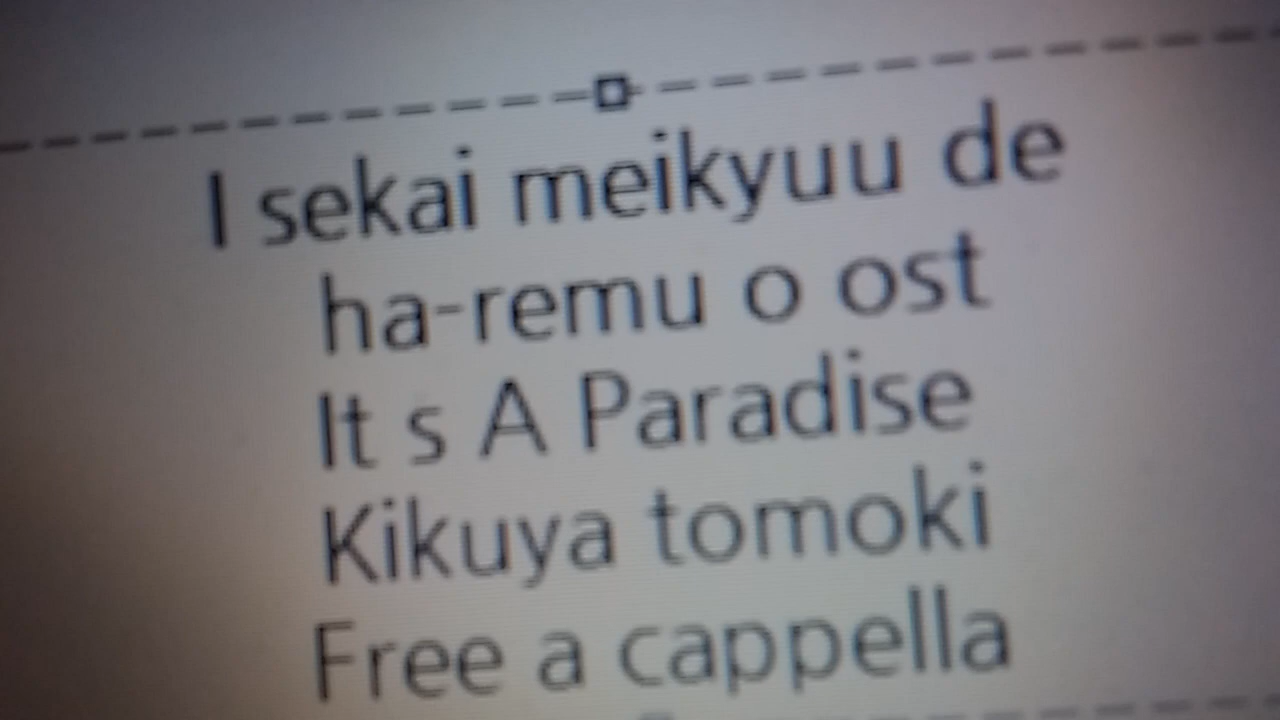 I sekai meikyuu de
ha-remu o ost
It s A Paradise
Kikuya tomoki
Free a cappella